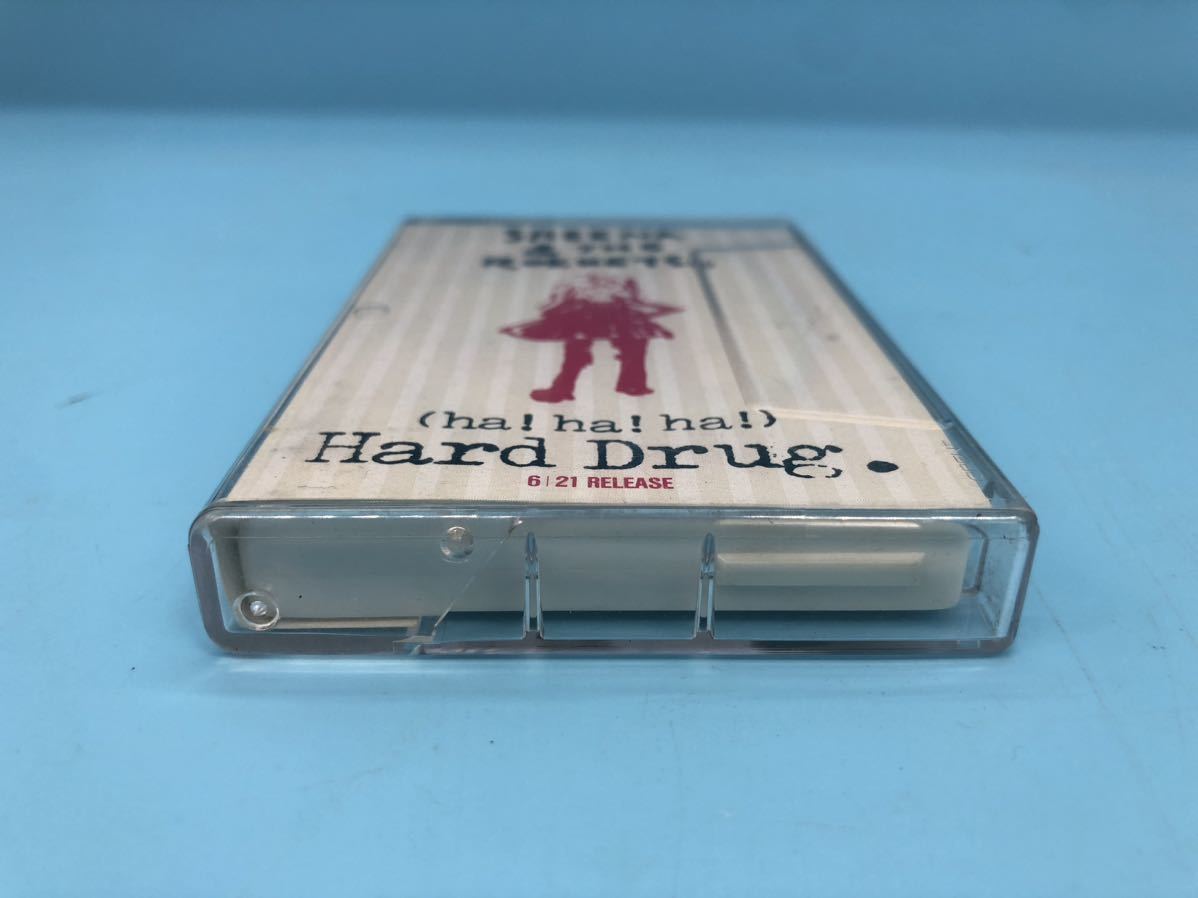 SHEENA
& THE
ROKKETS
(ha! ha! ha!)
Hard Drug.
6|21 RELEASE